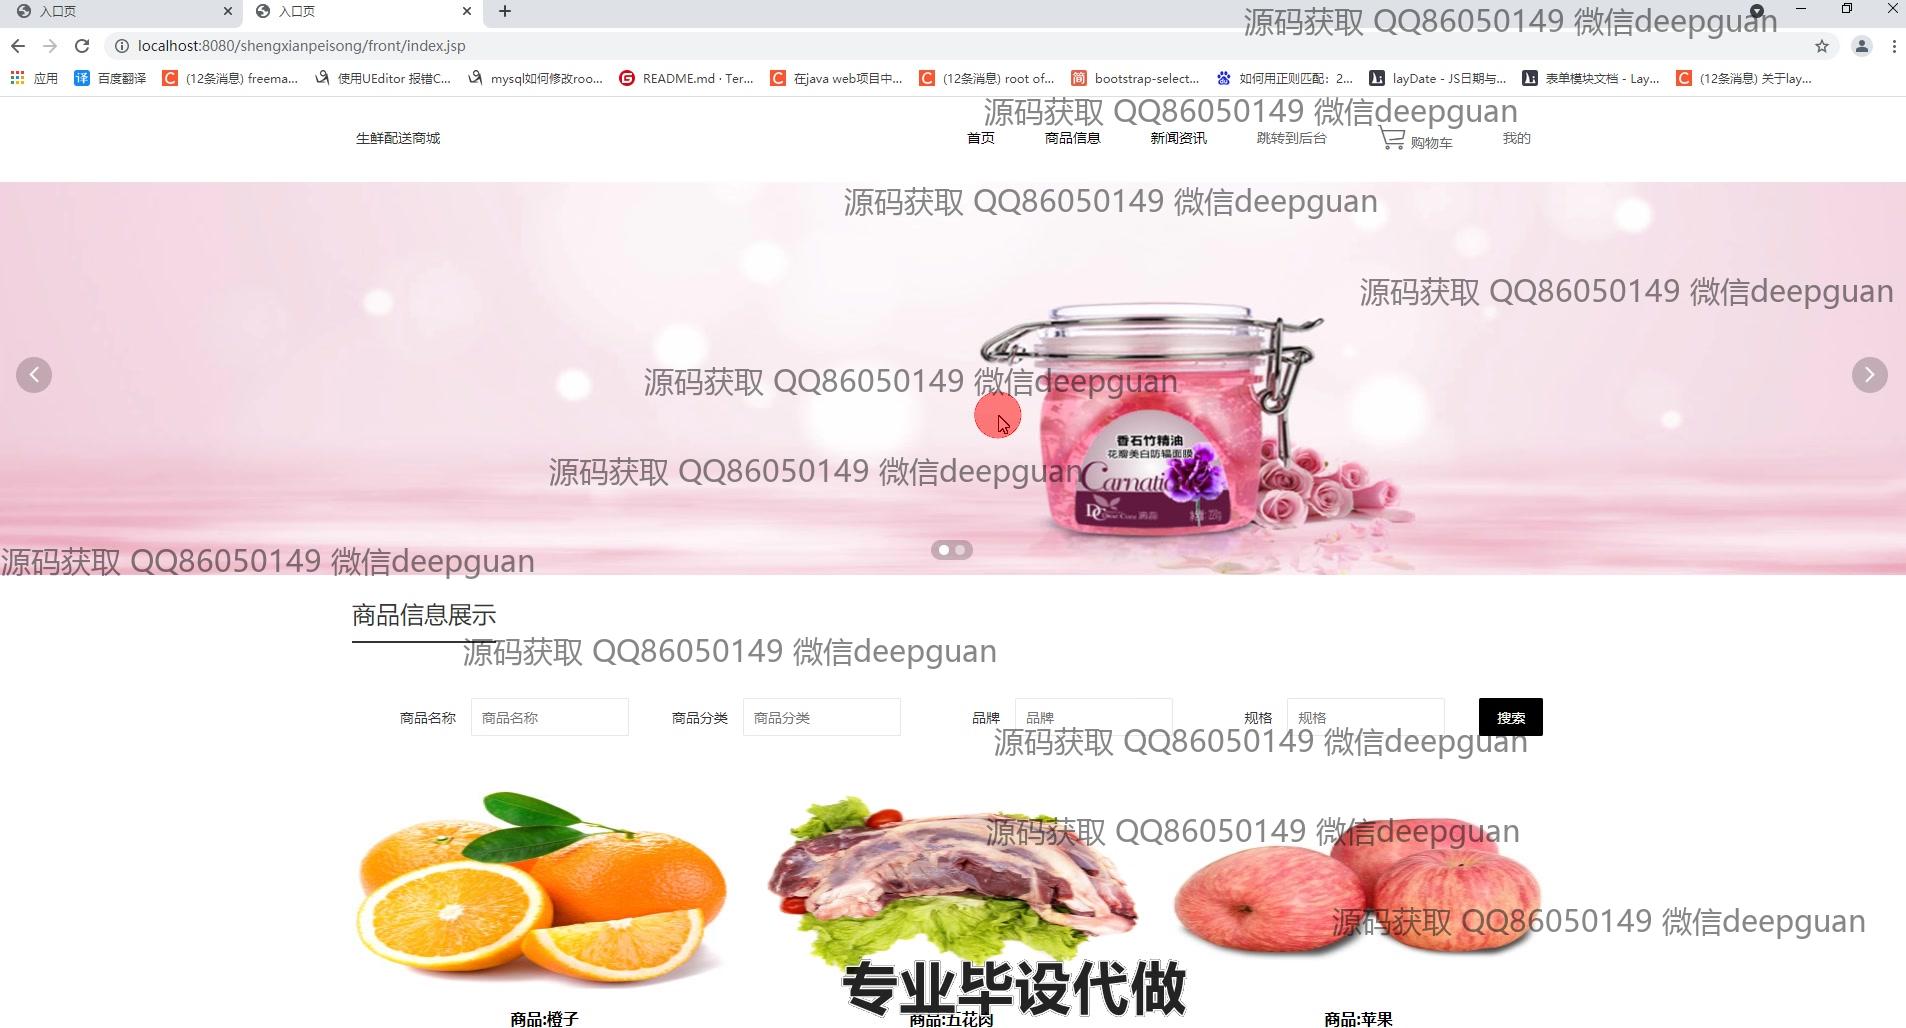 入口页
入口页
源码获取 QQ86050149 微信deepguan
localhost:8080/shengxianpeisong/front/index.jsp
应用 百度翻译 (12条消息) freema... 使用UEditor 报错C... mysql如何修改roo... README.md · Ter... 在java web项目中... (12条消息) root of... bootstrap-select... 如何用正则匹配：2... layDate - JS日期与... 表单模块文档 - Lay... (12条消息) 关于lay...
源码获取 QQ86050149 微信deepguan
生鲜配送商城 首页 商品信息 新闻资讯 跳转到后台 购物车 我的
源码获取 QQ86050149 微信deepguan
源码获取 QQ86050149 微信deepguan
源码获取 QQ86050149 微信deepguan
香石竹精油
花瓣美白防辐面膜
源码获取 QQ86050149 微信deepguan
Carnatio
源码获取 QQ86050149 微信deepguan
商品信息展示
源码获取 QQ86050149 微信deepguan
商品名称 商品名称 商品分类 商品分类 品牌 品牌 规格 规格 搜索
源码获取 QQ86050149 微信deepguan
源码获取 QQ86050149 微信deepguan
源码获取 QQ86050149 微信deepguan
专业毕设代做
商品:橙子 商品:五花肉 商品:苹果